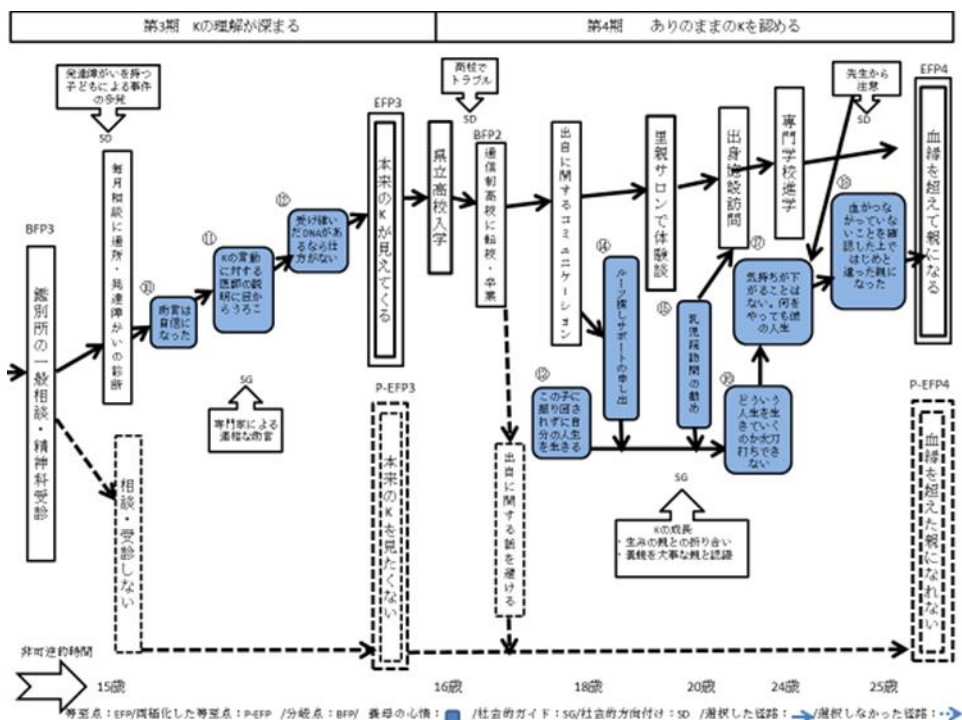 第3期 Kの理解が深まる
第4期 ありのままのKを認める
発達障がいを持つ
子どもによる事件
の多発
SD
高校で
トラブル
SD
先生から
注意
SD
BFP3
鑑別所の一般相談・精神科受診
毎月相談に通所・発達障がいの診断
相談・受診しない
⑩
助言は
自信に
なった
⑪
Kの言動
に対する
医師の説
明に目か
らうろこ
⑫
受け継い
だDNAがあ
るなら仕
方がない
SG
専門家による
適格な助言
EFP3
本来のKが見えてくる
P-EFP3
本来のKを見たくない
県立高校入学
BFP2
通信制高校に転校・卒業
出自に関する話を避ける
出自に関するコミュニケーション
⑬
この子に
振り回さ
れずに自
分の人生
を生きる
⑭
ルーツ探しサポートの申し出
里親サロンで体験談
⑮
乳児院訪問の勧め
出身施設訪問
⑯
どういう
人生を生
きていく
のか太刀
打ちでき
ない
専門学校進学
⑰
気持ちが下
がることは
ない。何を
やっても彼
の人生
⑱
血がつな
がっていな
いことを確
認した上で
はじめと
違った親に
なった
SG
Kの成長
・生みの親との折り合い
・養親を大事な親と認識
EFP4
血縁を超えて親になる
P-EFP4
血縁を超えた親になれない
非可逆的時間
15歳
16歳
18歳
20歳
24歳
25歳
等至点：EFP/両極化した等至点：P-EFP /分岐点：BFP/ 養母の心情： /社会的ガイド：SG/社会的方向付け：SD /選択した径路： /選択しなかった径路：